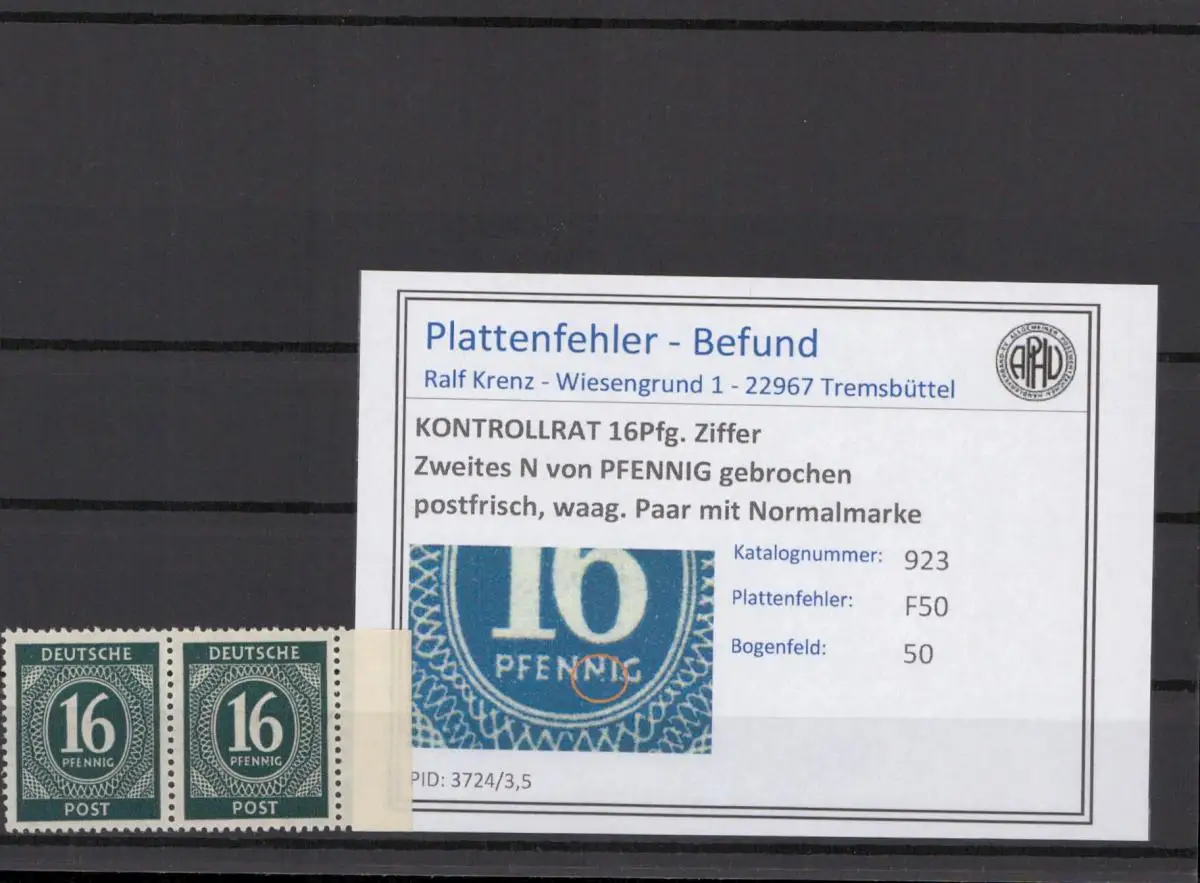 Plattenfehler - Befund
Ralf Krenz - Wiesengrund 1 - 22967 Tremsbüttel
APHV
KONTROLLRAT 16Pfg. Ziffer
Zweites N von PFENNIG gebrochen
postfrisch, waag. Paar mit Normalmarke
16
PFENNIG
Katalognummer: 923
Plattenfehler: F50
Bogenfeld: 50
PID: 3724/3,5
DEUTSCHE
16
PFENNIG
POST
DEUTSCHE
16
PFENNIG
POST